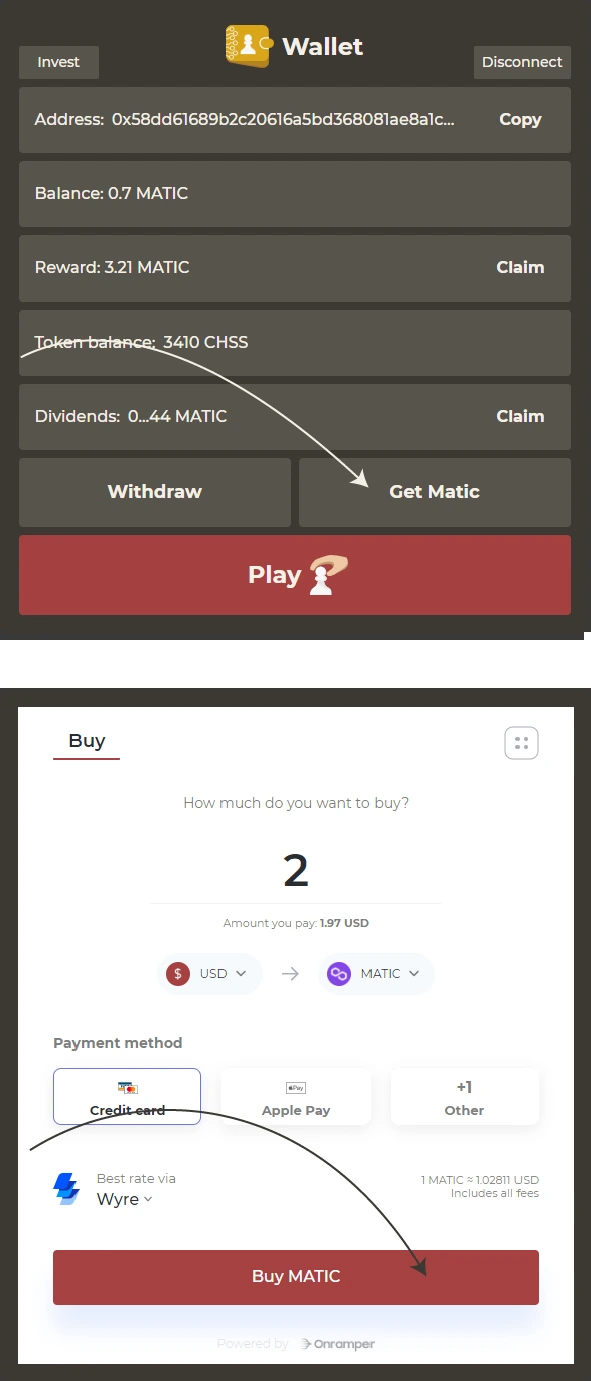 Wallet
Invest
Disconnect
Address: 0x58dd61689b2c20616a5bd368081ae8a1c... Copy
Balance: 0.7 MATIC
Reward: 3.21 MATIC Claim
Token balance: 3410 CHSS
Dividends: 0...44 MATIC Claim
Withdraw Get Matic
Play
Buy
How much do you want to buy?
2
Amount you pay: 1.97 USD
$ USD → MATIC
Payment method
Pay +1
Credit card Apple Pay Other
Best rate via
Wyre
1 MATIC ≈ 1.02811 USD
Includes all fees
Buy MATIC
Powered by Onramper